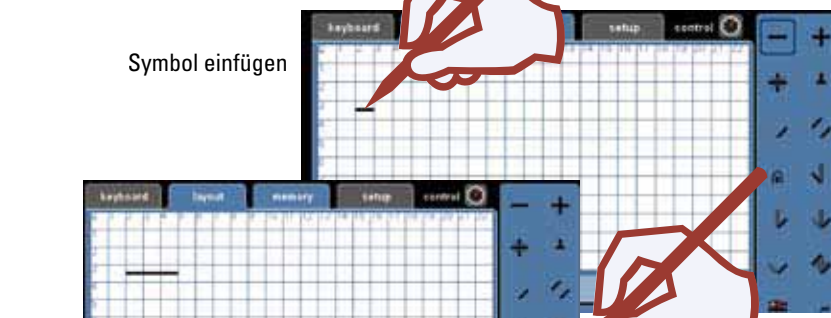 keyboard setup control
Symbol einfügen
keyboard layout memory setup control